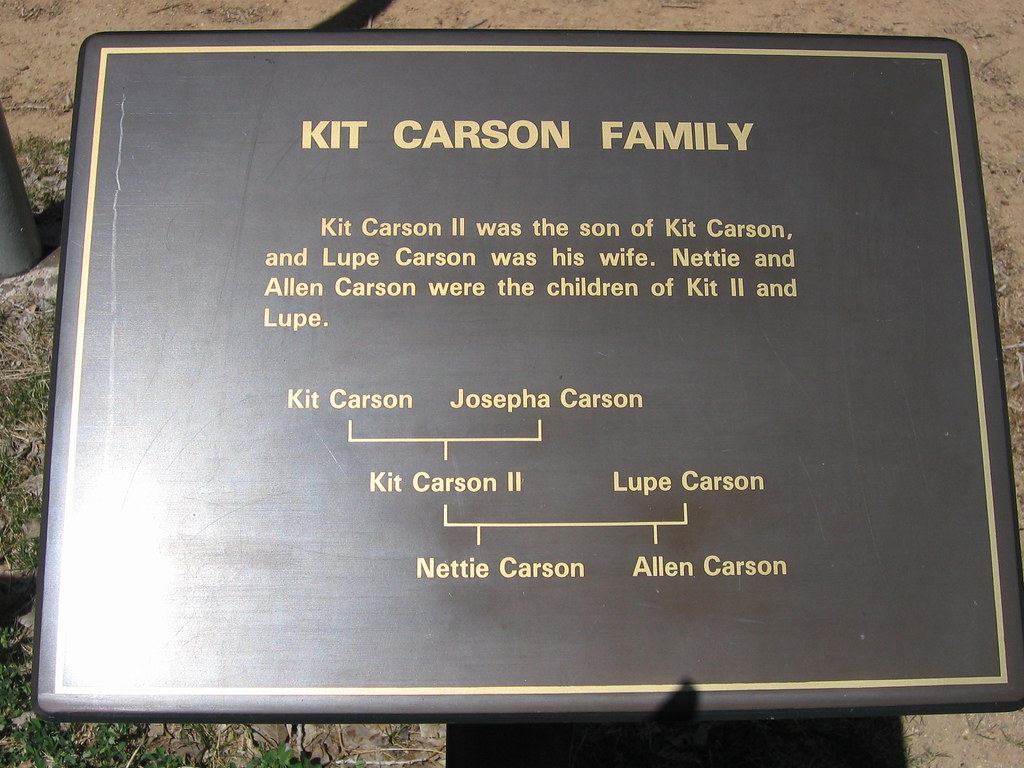 KIT CARSON FAMILY
Kit Carson II was the son of Kit Carson,
and Lupe Carson was his wife. Nettie and
Allen Carson were the children of Kit II and
Lupe.
Kit Carson Josepha Carson
Kit Carson II Lupe Carson
Nettie Carson Allen Carson